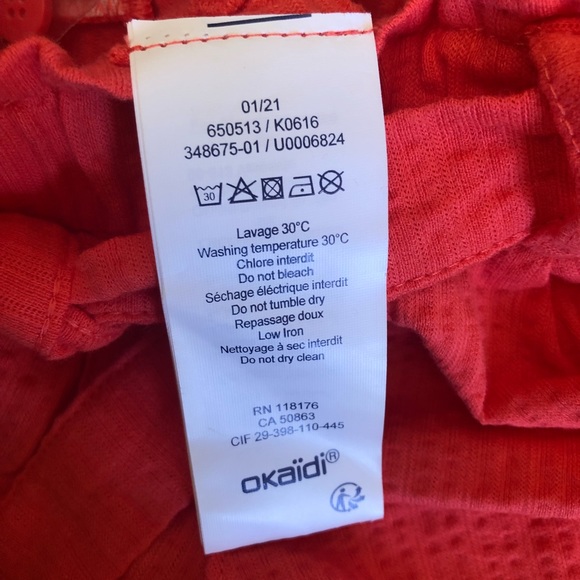 01/21
650513 / K0616
348675-01 / U0006824
30
Lavage 30°C
Washing temperature 30°C
Chlore interdit
Do not bleach
Séchage éléctrique interdit
Do not tumble dry
Repassage doux
Low Iron
Nettoyage à sec interdit
Do not dry clean
RN 118176
CA 50863
CIF 29-398-110-445
okaïdi®